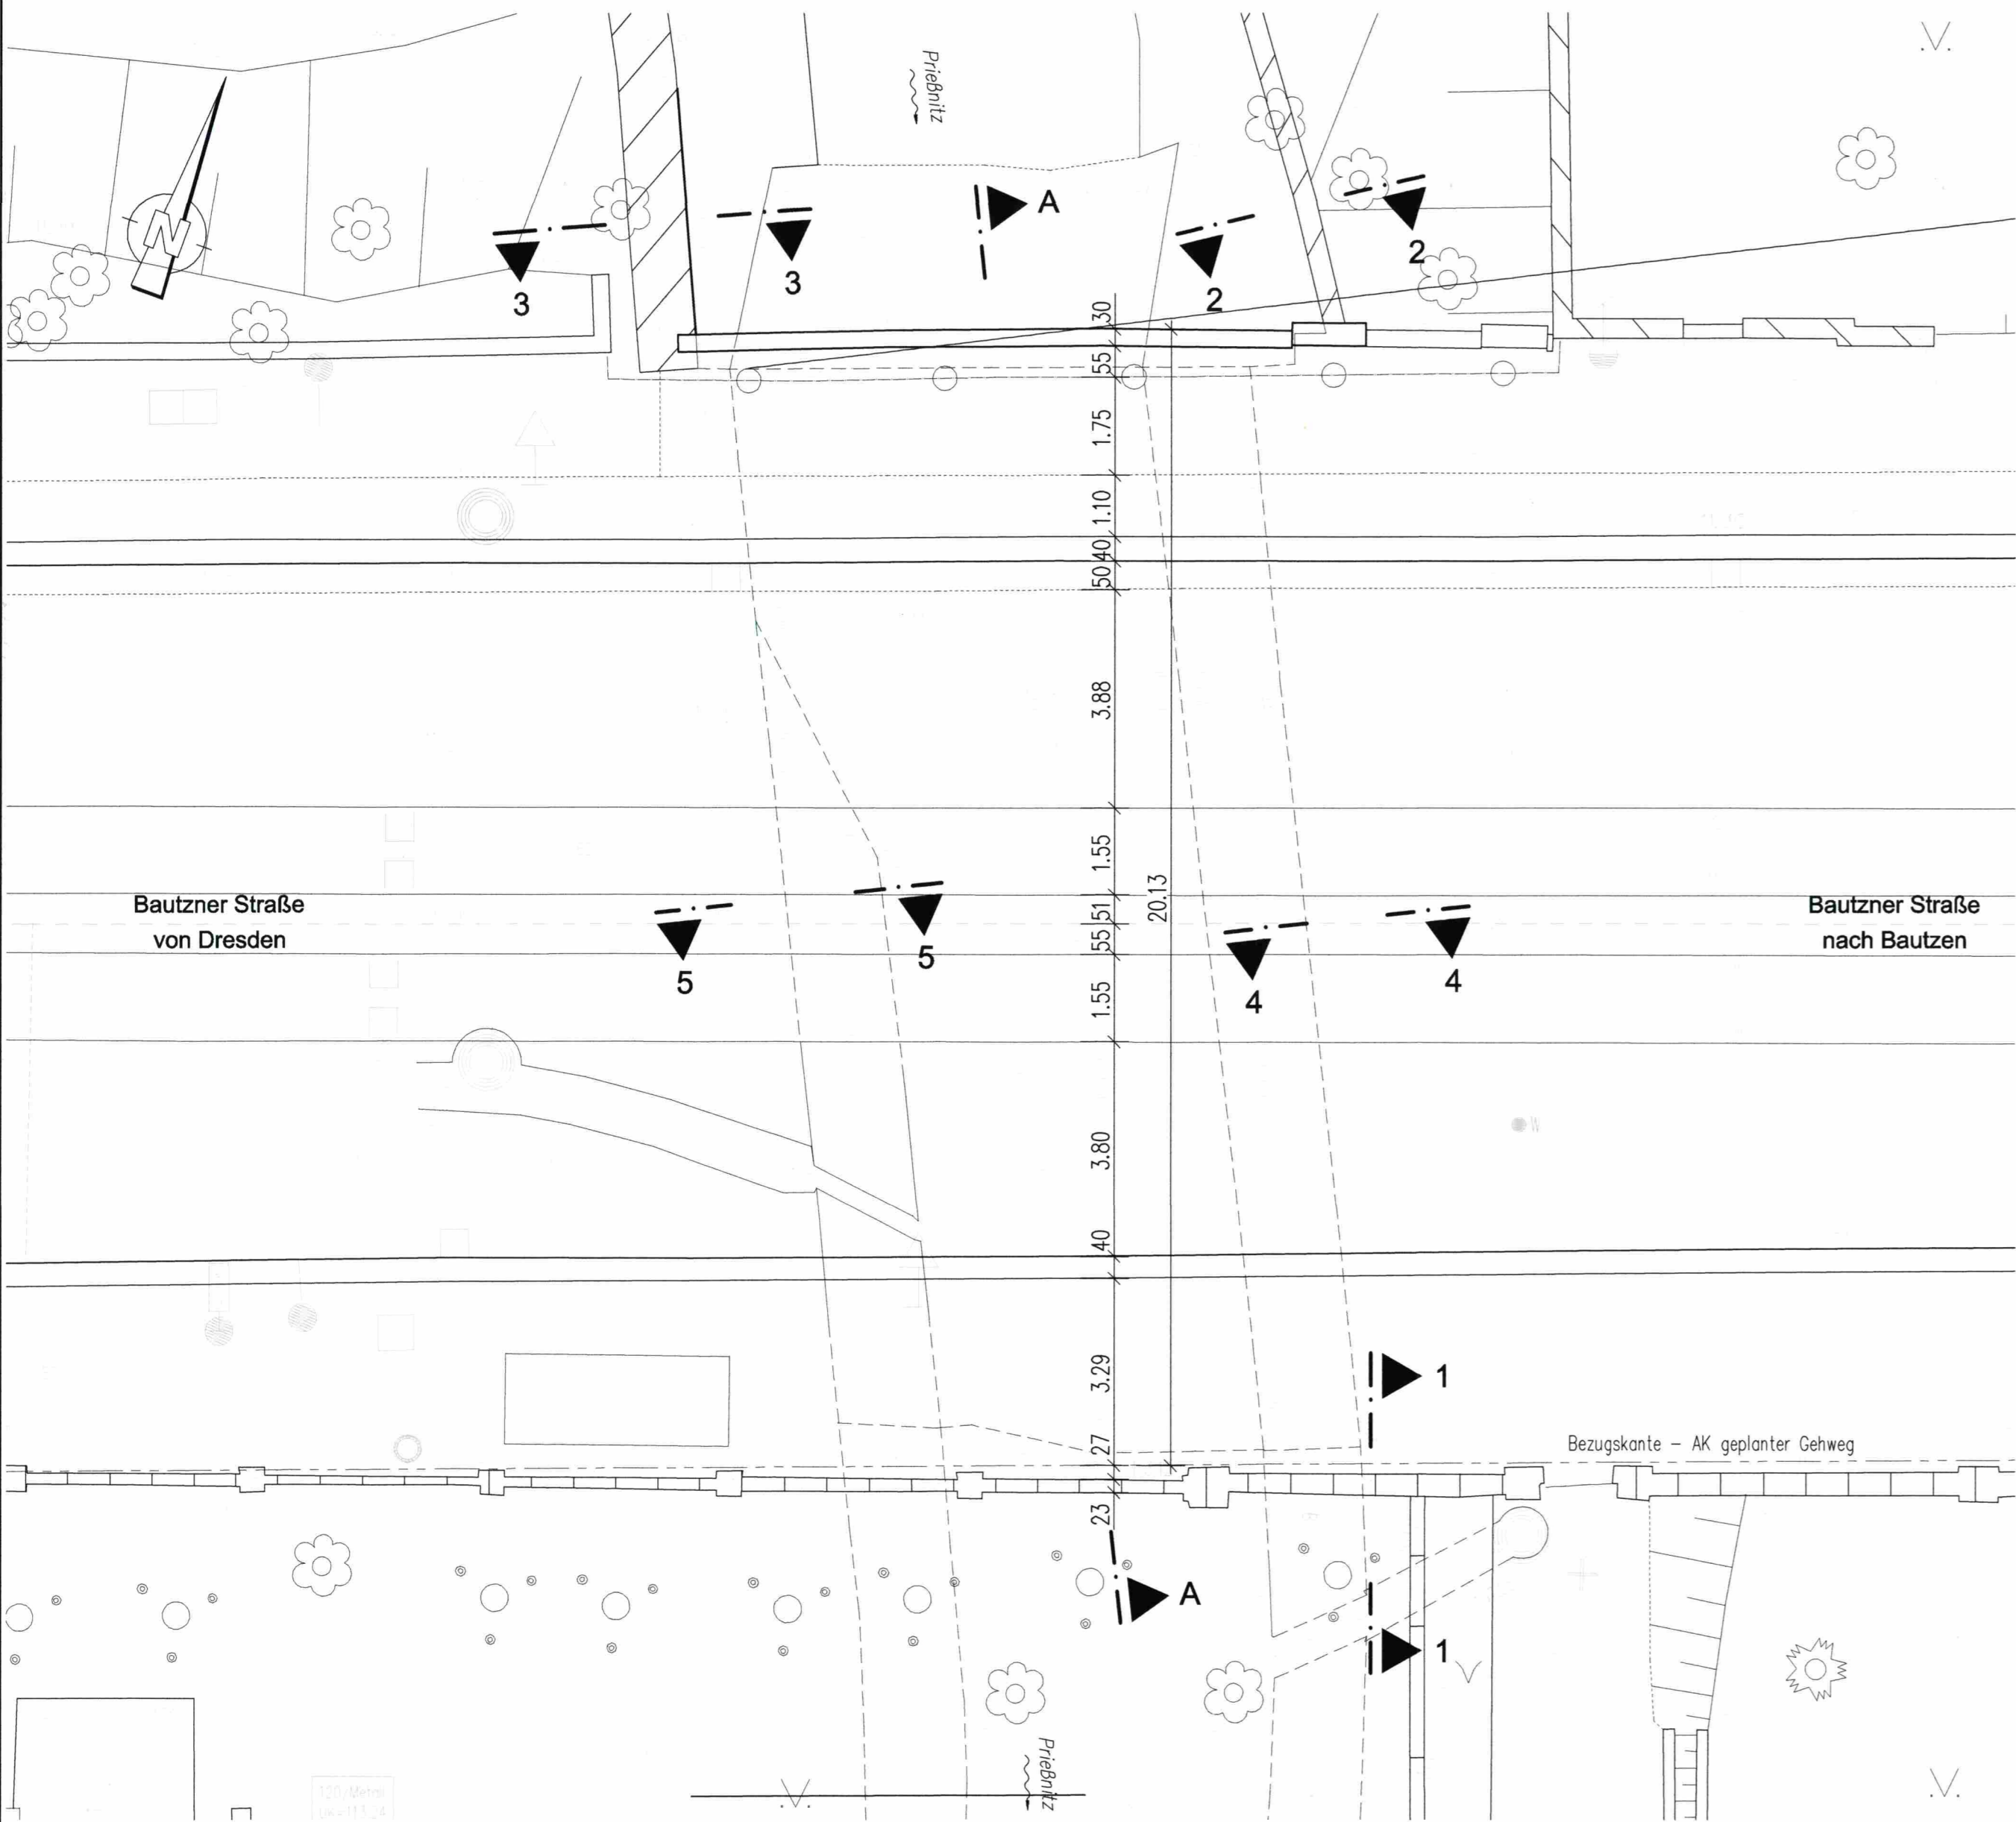 Prießnitz
N
A
3
3
2
2
30
55
1.75
1.10
40
50
3.88
1.55
20.13
51
55
1.55
3.80
40
3.29
27
23
Bautzner Straße
von Dresden
Bautzner Straße
nach Bautzen
5
5
4
4
1
Bezugskante – AK geplanter Gehweg
A
1
Prießnitz